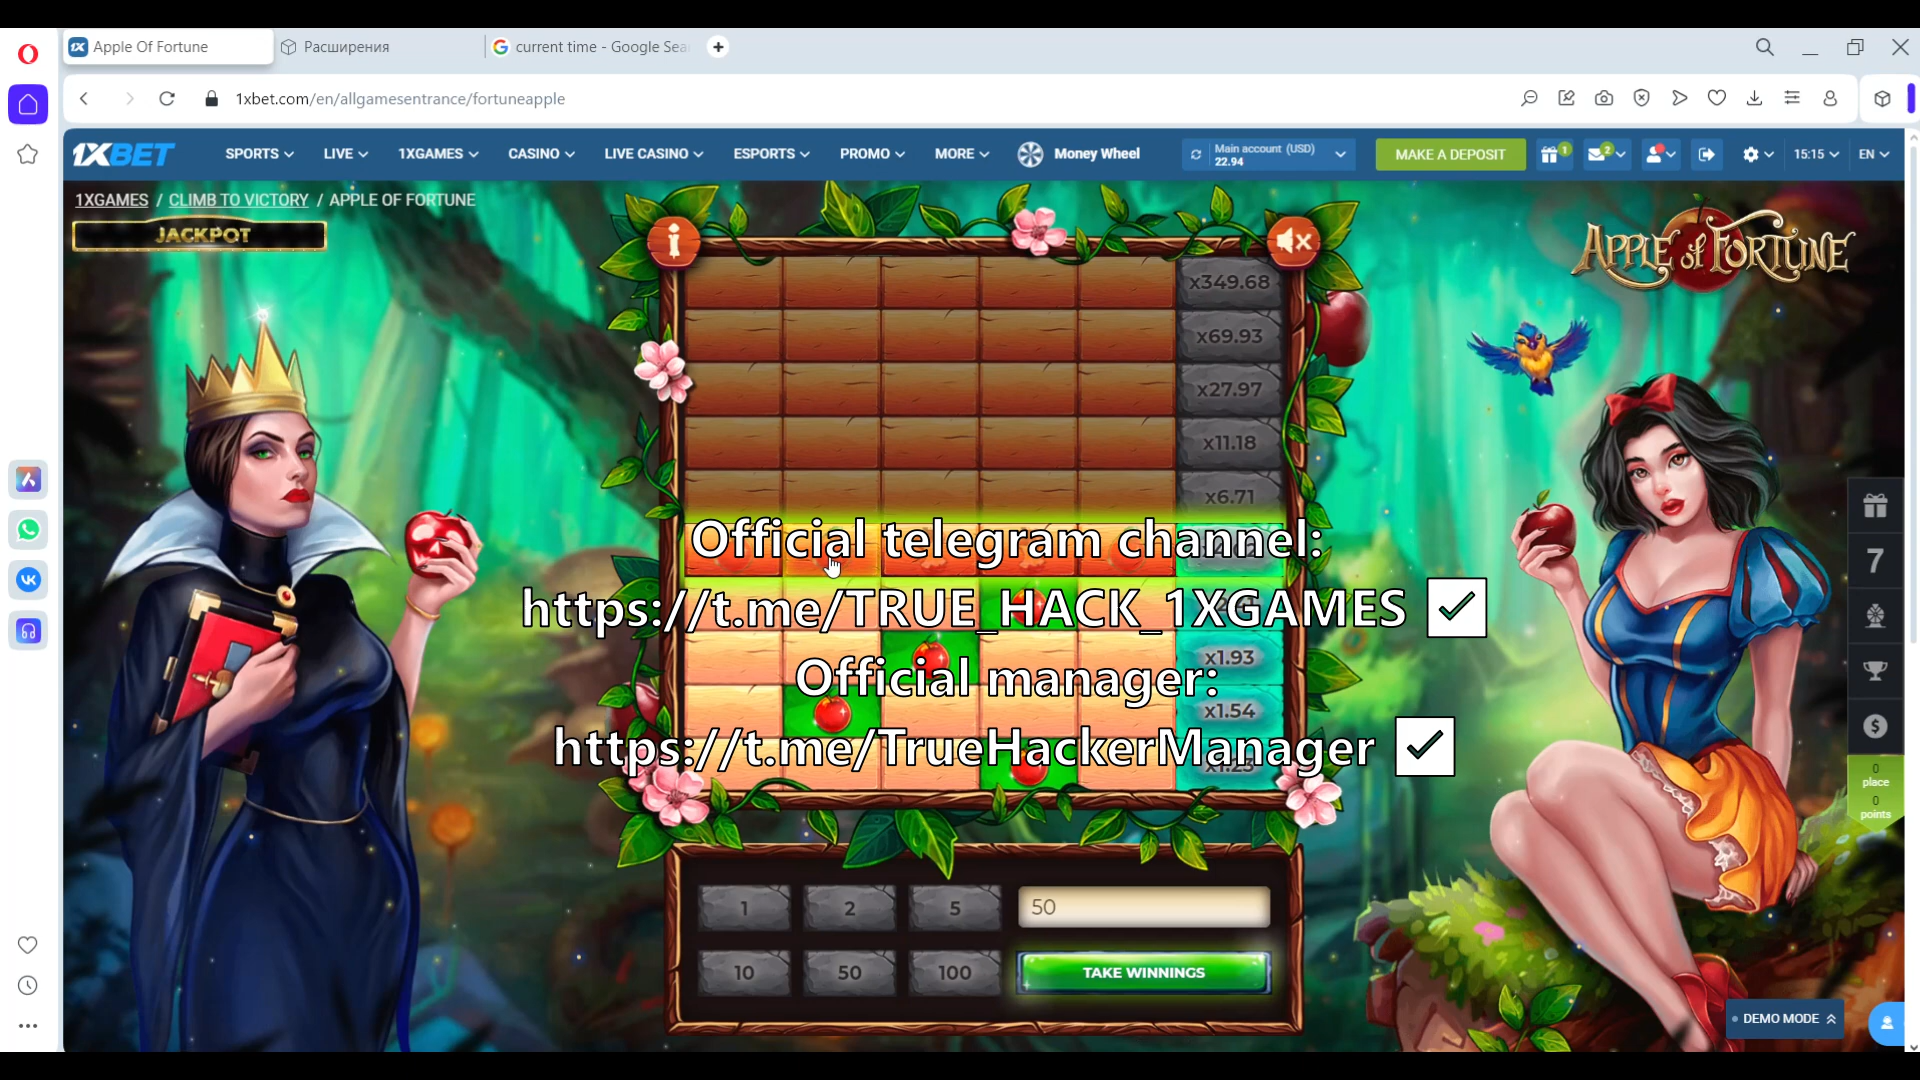 Apple Of Fortune
Расширения
current time - Google Sea
1xbet.com/en/allgamesentrance/fortuneapple
1XBET
SPORTS
LIVE
1XGAMES
CASINO
LIVE CASINO
ESPORTS
PROMO
MORE
Money Wheel
Main account (USD)
22.94
MAKE A DEPOSIT
1
2
15:15
EN
1XGAMES / CLIMB TO VICTORY / APPLE OF FORTUNE
JACKPOT
APPLE of FORTUNE
x349.68
x69.93
x27.97
x11.18
x6.71
Official telegram channel:
https://t.me/TRUE_HACK_1XGAMES
x1.93
Official manager:
x1.54
https://t.me/TrueHackerManager
x1.23
7
0
place
0
points
1
2
5
50
10
50
100
TAKE WINNINGS
DEMO MODE